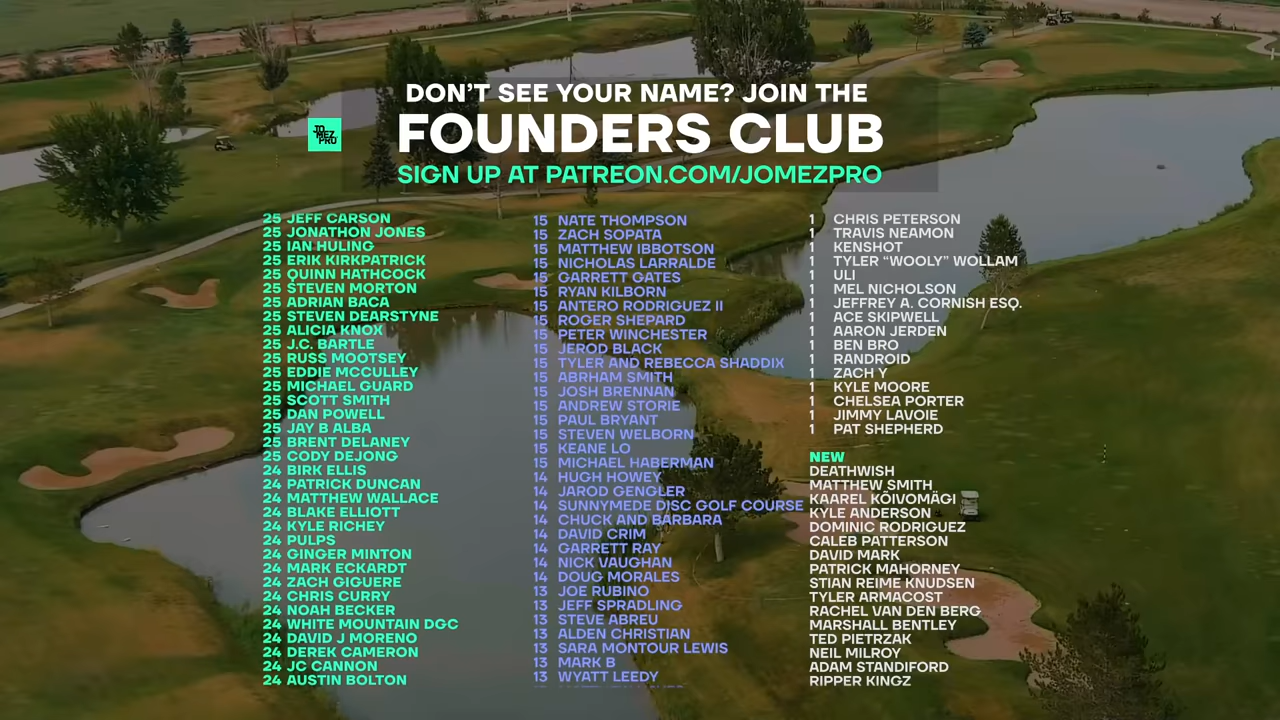 DON'T SEE YOUR NAME? JOIN THE
JO
MEZ
PRO
FOUNDERS CLUB
SIGN UP AT PATREON.COM/JOMEZPRO
25 JEFF CARSON
25 JONATHON JONES
25 IAN HULING
25 ERIK KIRKPATRICK
25 QUINN HATHCOCK
25 STEVEN MORTON
25 ADRIAN BACA
25 STEVEN DEARSTYNE
25 ALICIA KNOX
25 J.C. BARTLE
25 RUSS MOOTSEY
25 EDDIE MCCULLEY
25 MICHAEL GUARD
25 SCOTT SMITH
25 DAN POWELL
25 JAY B ALBA
25 BRENT DELANEY
25 CODY DEJONG
24 BIRK ELLIS
24 PATRICK DUNCAN
24 MATTHEW WALLACE
24 BLAKE ELLIOTT
24 KYLE RICHEY
24 PULPS
24 GINGER MINTON
24 MARK ECKARDT
24 ZACH GIGUERE
24 CHRIS CURRY
24 NOAH BECKER
24 WHITE MOUNTAIN DGC
24 DAVID J MORENO
24 DEREK CAMERON
24 JC CANNON
24 AUSTIN BOLTON
15 NATE THOMPSON
15 ZACH SOPATA
15 MATTHEW IBBOTSON
15 NICHOLAS LARRALDE
15 GARRETT GATES
15 RYAN KILBORN
15 ANTERO RODRIGUEZ II
15 ROGER SHEPARD
15 PETER WINCHESTER
15 JEROD BLACK
15 TYLER AND REBECCA SHADDIX
15 ABRHAM SMITH
15 JOSH BRENNAN
15 ANDREW STORIE
15 PAUL BRYANT
15 STEVEN WELBORN
15 KEANE LO
15 MICHAEL HABERMAN
14 HUGH HOWEY
14 JAROD GENGLER
14 SUNNYMEDE DISC GOLF COURSE
14 CHUCK AND BARBARA
14 DAVID CRIM
14 GARRETT RAY
14 NICK VAUGHAN
14 DOUG MORALES
13 JOE RUBINO
13 JEFF SPRADLING
13 STEVE ABREU
13 ALDEN CHRISTIAN
13 SARA MONTOUR LEWIS
13 MARK B
13 WYATT LEEDY
1 CHRIS PETERSON
1 TRAVIS NEAMON
1 KENSHOT
1 TYLER “WOOLY” WOLLAM
1 ULI
1 MEL NICHOLSON
1 JEFFREY A. CORNISH ESQ.
1 ACE SKIPWELL
1 AARON JERDEN
1 BEN BRO
1 RANDROID
1 ZACH Y
1 KYLE MOORE
1 CHELSEA PORTER
1 JIMMY LAVOIE
1 PAT SHEPHERD
NEW
DEATHWISH
MATTHEW SMITH
KAAREL KÕIVOMÄGI
KYLE ANDERSON
DOMINIC RODRIGUEZ
CALEB PATTERSON
DAVID MARK
PATRICK MAHORNEY
STIAN REIME KNUDSEN
TYLER ARMACOST
RACHEL VAN DEN BERG
MARSHALL BENTLEY
TED PIETRZAK
NEIL MILROY
ADAM STANDIFORD
RIPPER KINGZ